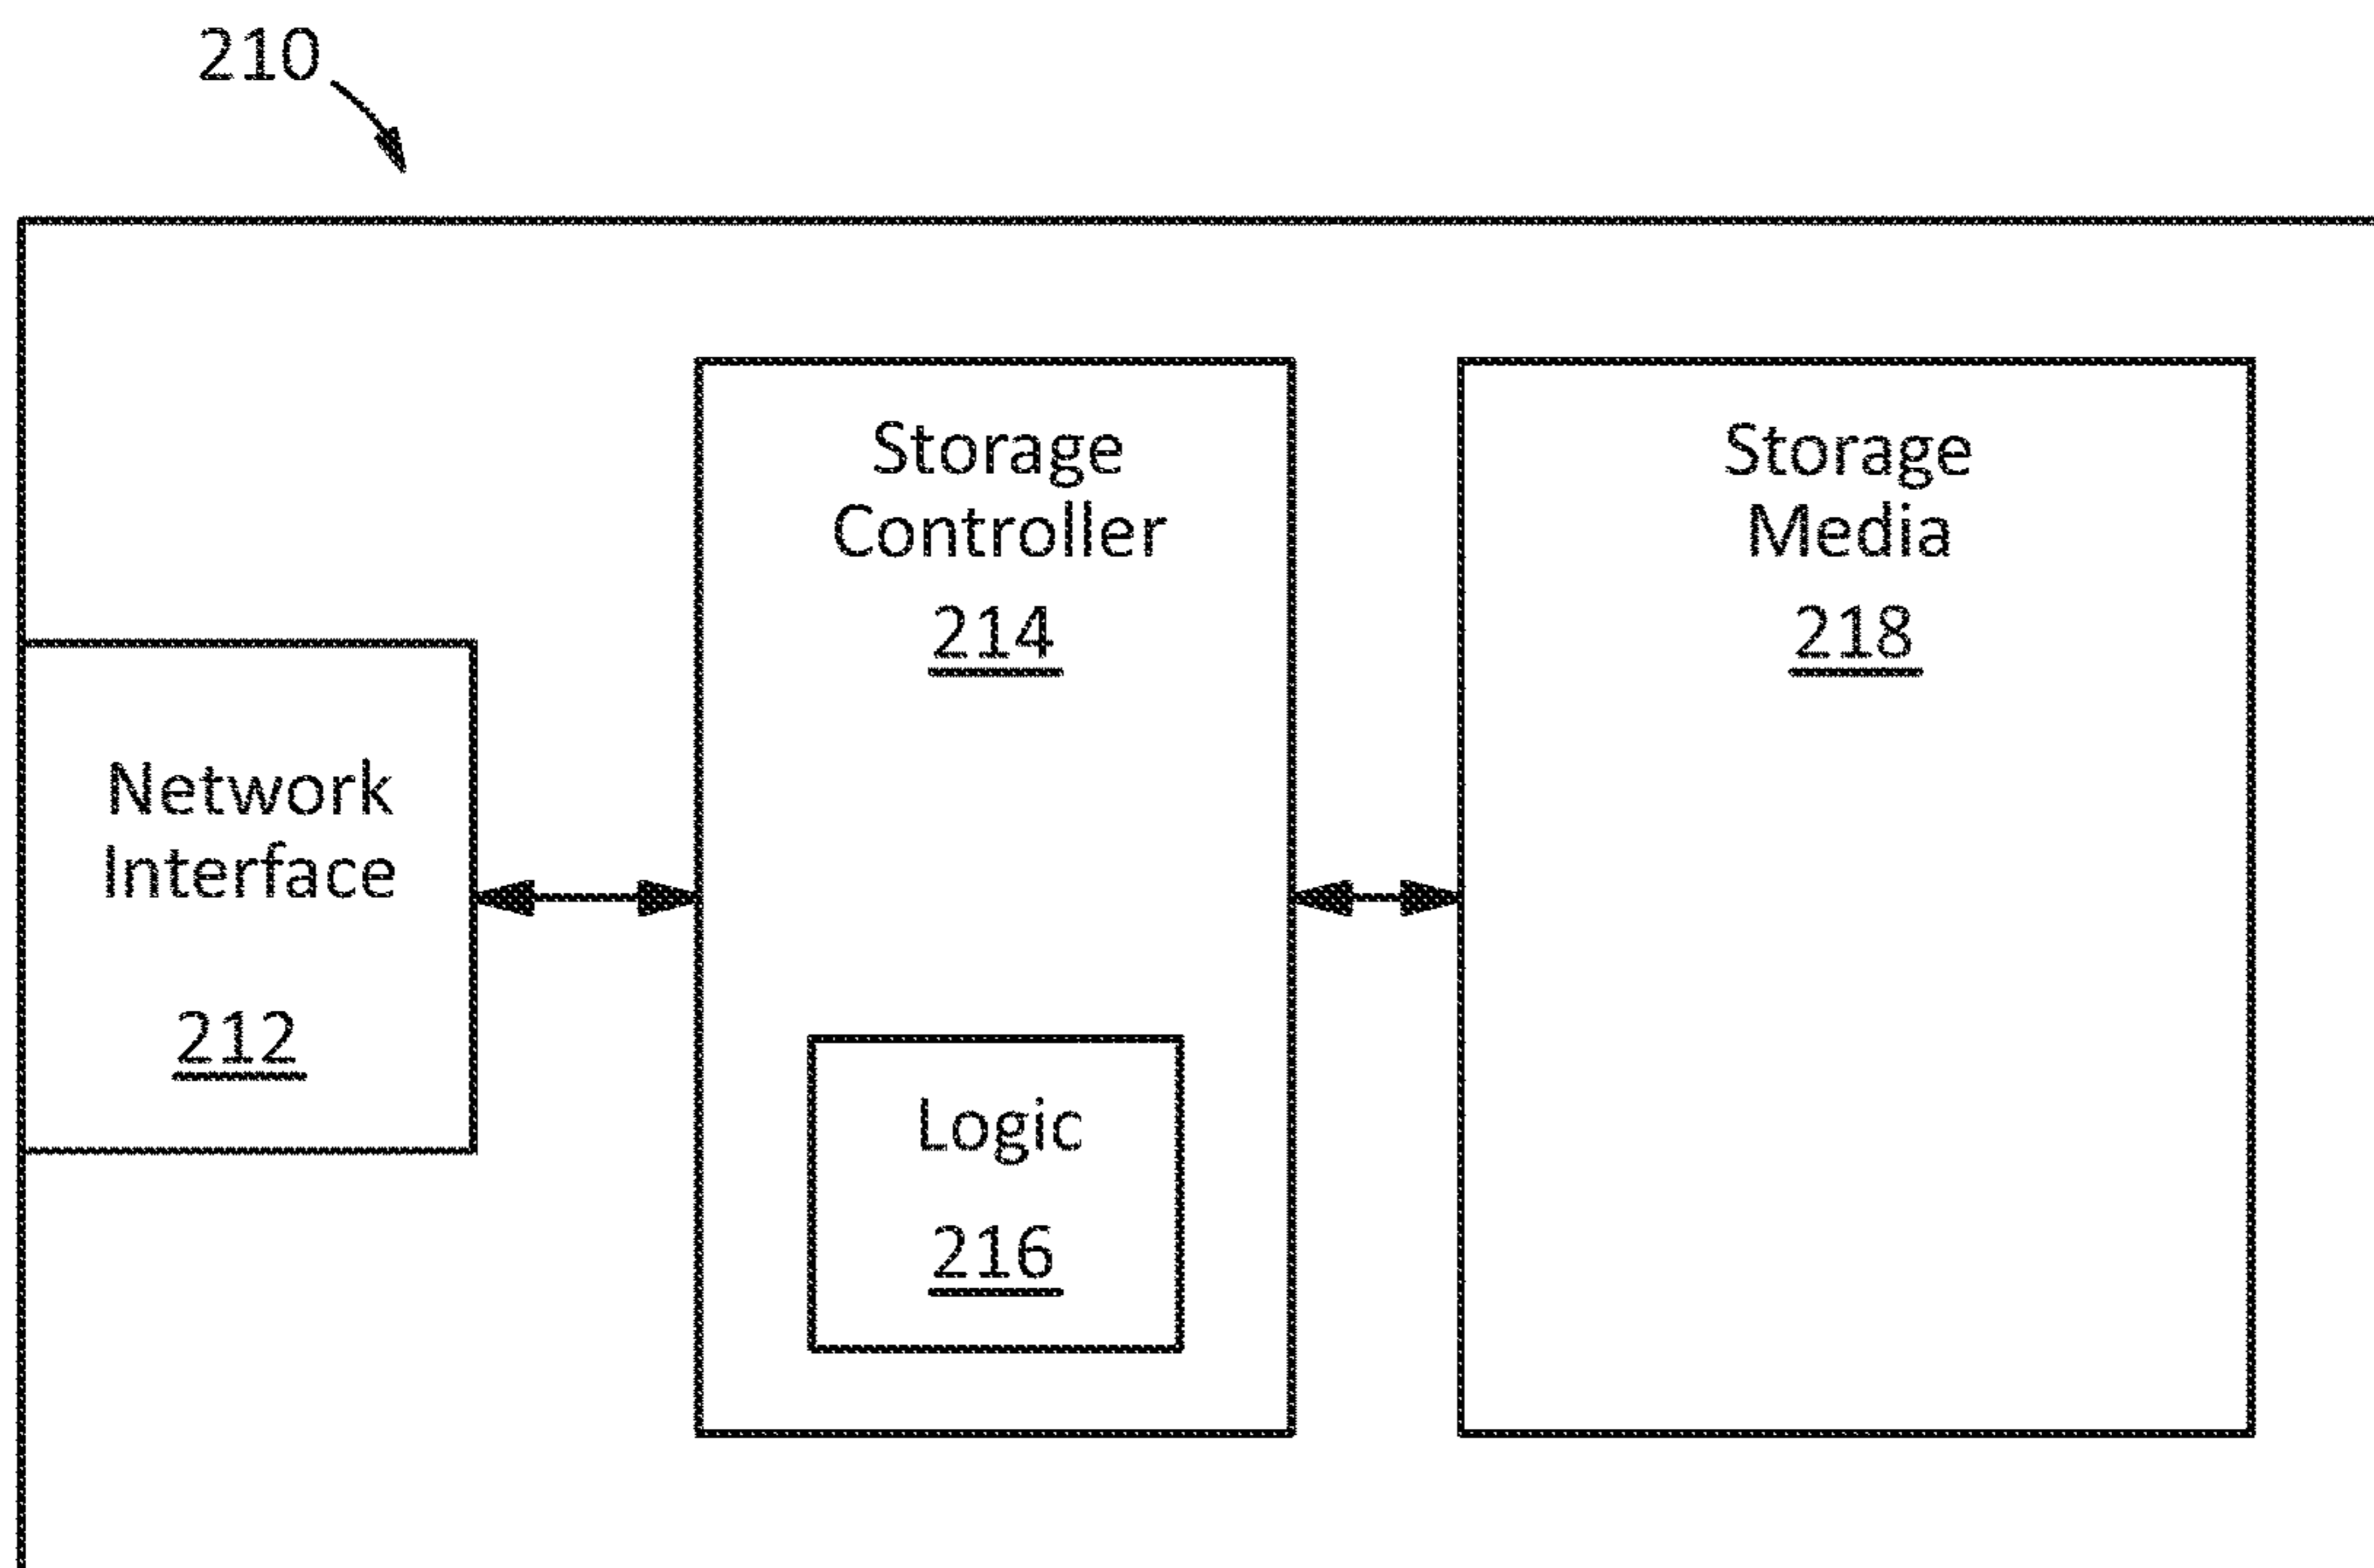 210
Storage
Controller
214
Storage
Media
218
Network
Interface
212
Logic
216